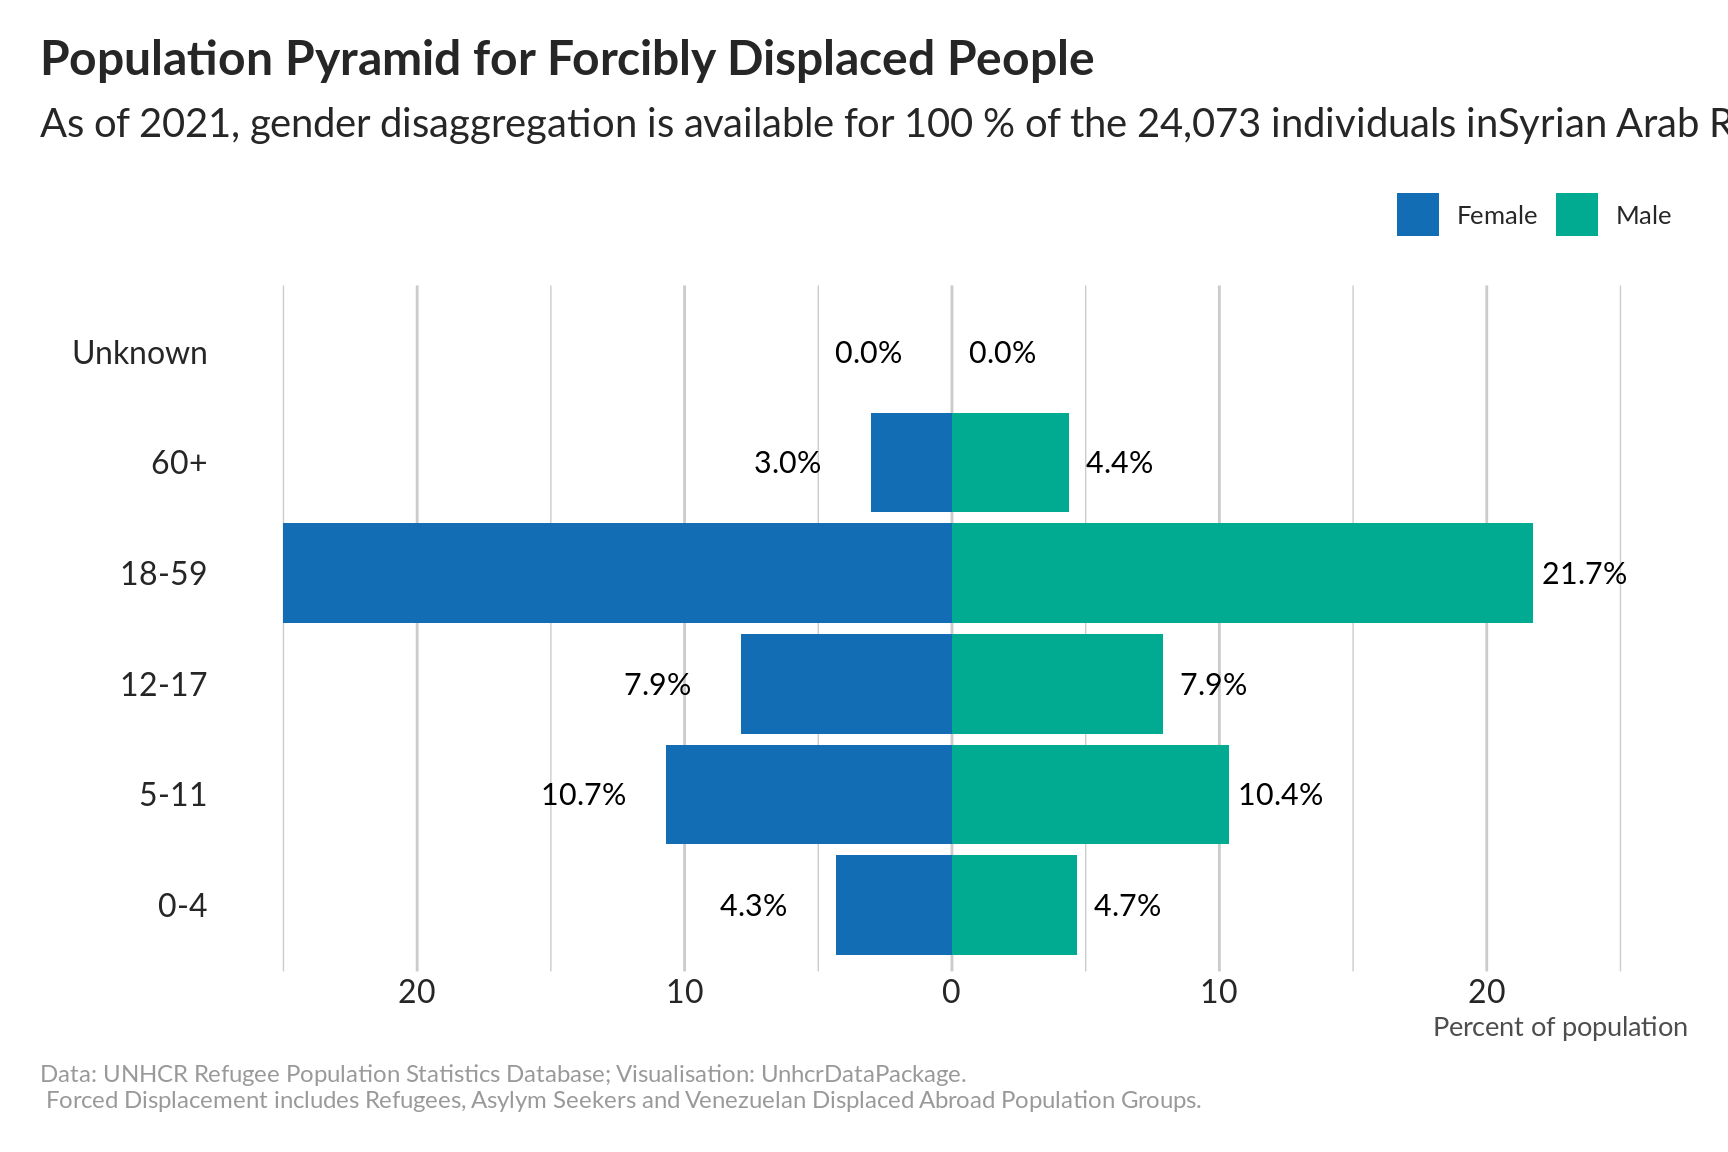 Population Pyramid for Forcibly Displaced People
As of 2021, gender disaggregation is available for 100 % of the 24,073 individuals inSyrian Arab R
Female Male
Unknown 0.0% 0.0%
60+ 3.0% 4.4%
18-59 21.7%
12-17 7.9% 7.9%
5-11 10.7% 10.4%
0-4 4.3% 4.7%
20 10 0 10 20
Percent of population
Data: UNHCR Refugee Population Statistics Database; Visualisation: UnhcrDataPackage.
Forced Displacement includes Refugees, Asylym Seekers and Venezuelan Displaced Abroad Population Groups.